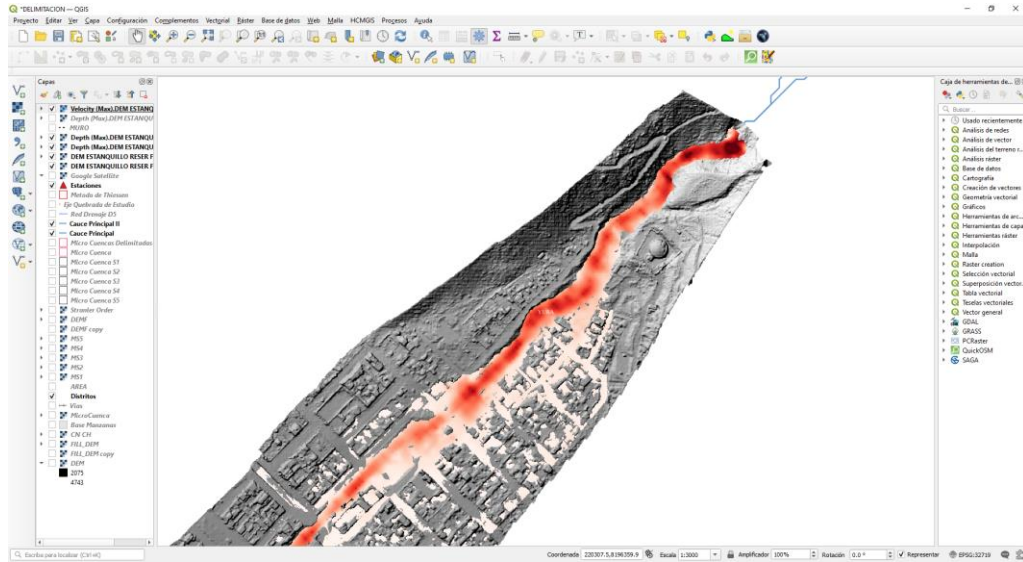 *DELIMITACION — QGIS
Proyecto Editar Ver Capa Configuración Complementos Vectorial Ráster Base de datos Web Malla HCMGIS Procesos Ayuda
Capas
Velocity (Max).DEM ESTANQ
Depth (Max).DEM ESTANQU
MURO
Depth (Max).DEM ESTANQU
Depth (Max).DEM ESTANQU
DEM ESTANQUILLO RESER F
DEM ESTANQUILLO RESER F
Google Satellite
Estaciones
Metodo de Thiessen
Eje Quebrada de Estudio
Red Drenaje D5
Cauce Principal II
Cauce Principal
Micro Cuencas Delimitadas
Micro Cuenca
Micro Cuenca S1
Micro Cuenca S2
Micro Cuenca S3
Micro Cuenca S4
Micro Cuenca S5
Stranler Order
DEMF
DEMF copy
MS5
MS4
MS3
MS2
MS1
AREA
Distritos
Vias
MicroCuenca
Base Manzanas
CN CH
FILL_DEM
FILL_DEM copy
DEM
2075
4743
Caja de herramientas de...
Buscar...
Usado recientemente
Análisis de redes
Análisis de vector
Análisis del terreno r...
Análisis ráster
Base de datos
Cartografía
Creación de vectores
Geometría vectorial
Gráficos
Herramientas de arc...
Herramientas de capa
Herramientas ráster
Interpolación
Malla
Raster creation
Selección vectorial
Superposición vector...
Tabla vectorial
Teselas vectoriales
Vector general
GDAL
GRASS
PCRaster
QuickOSM
SAGA
Escriba para localizar (Ctrl+K)
Coordenada 220307.5,8196359.9 Escala 1:3000 Amplificador 100% Rotación 0.0 ° Representar EPSG:32719